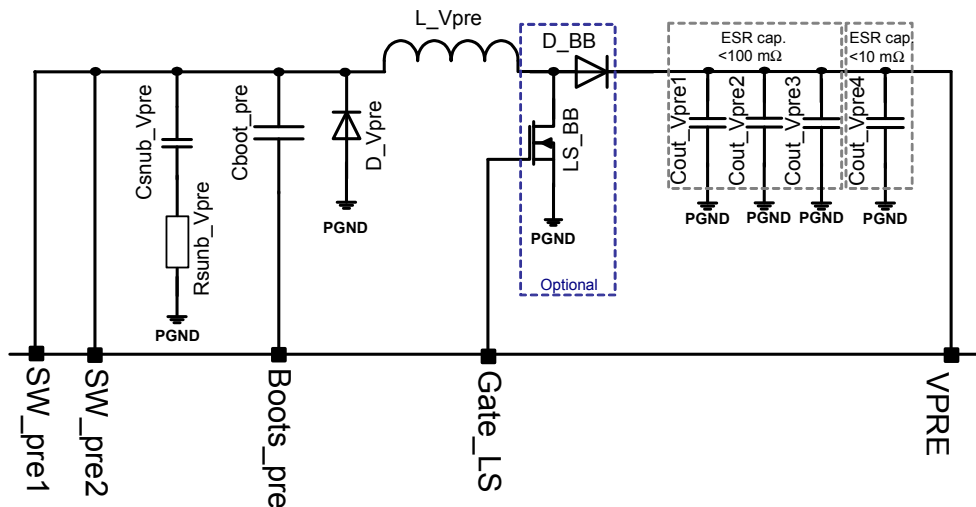 L_Vpre
D_BB
ESR cap.
<100 mΩ
ESR cap
<10 mΩ
Csnub_Vpre
Rsunb_Vpre
PGND
Cboot_pre
D_Vpre
PGND
LS_BB
PGND
Optional
Cout_Vpre1
Cout_Vpre2
Cout_Vpre3
Cout_Vpre4
PGND
PGND
PGND
PGND
SW_pre1
SW_pre2
Boots_pre
Gate_LS
VPRE